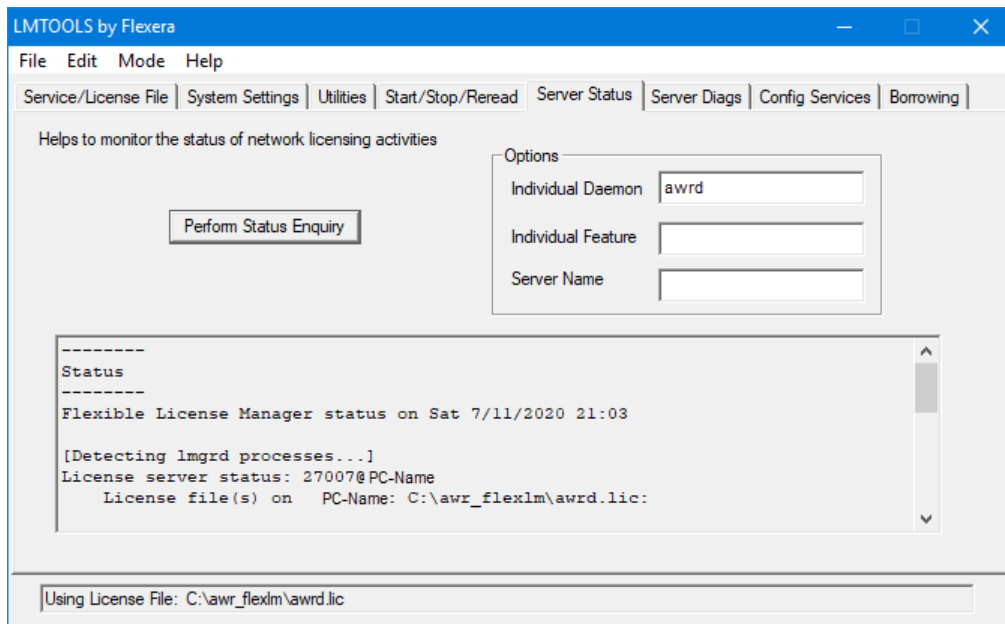 LMTOOLS by Flexera
File Edit Mode Help
Service/License File System Settings Utilities Start/Stop/Reread Server Status Server Diags Config Services Borrowing
Helps to monitor the status of network licensing activities
Options
Individual Daemon awrd
Perform Status Enquiry
Individual Feature
Server Name
--------
Status
--------
Flexible License Manager status on Sat 7/11/2020 21:03
[Detecting lmgrd processes...]
License server status: 27007@PC-Name
License file(s) on PC-Name: C:\awr_flexlm\awrd.lic:
Using License File: C:\awr_flexlm\awrd.lic